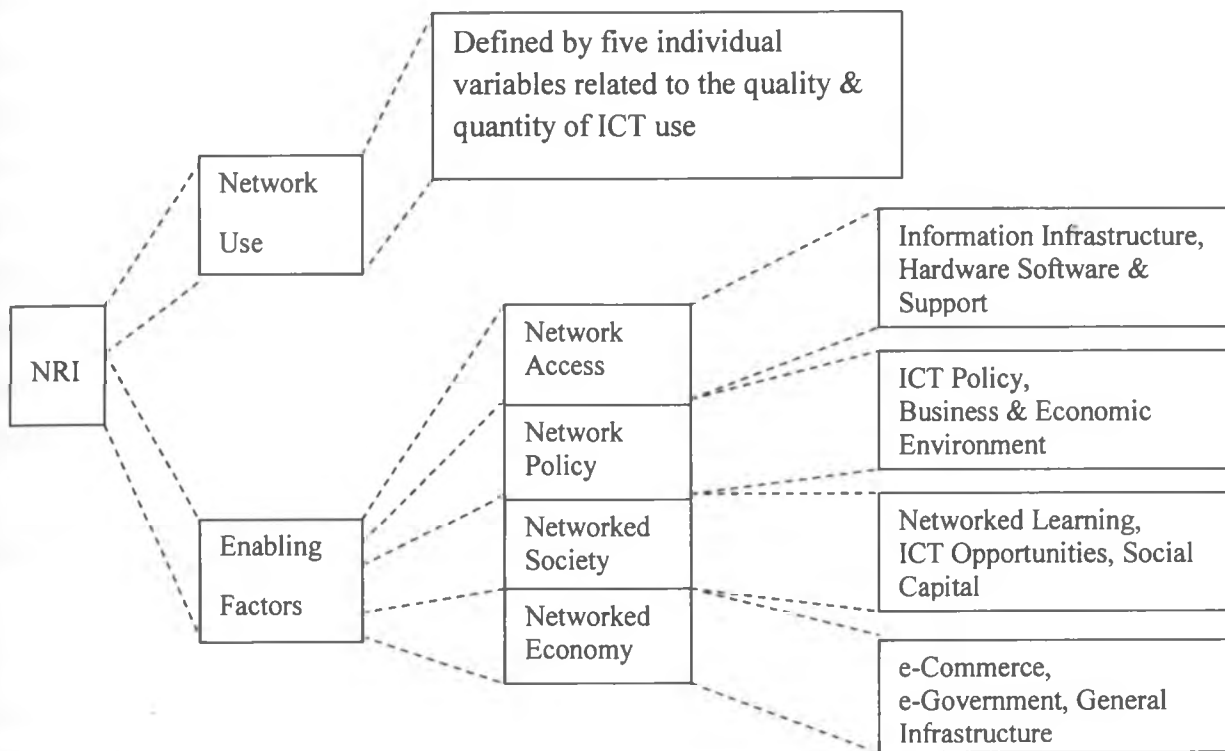 Defined by five individual
variables related to the quality &
quantity of ICT use
Network
Use
NRI
Enabling
Factors
Network
Access
Network
Policy
Networked
Society
Networked
Economy
Information Infrastructure,
Hardware Software &
Support
ICT Policy,
Business & Economic
Environment
Networked Learning,
ICT Opportunities, Social
Capital
e-Commerce,
e-Government, General
Infrastructure